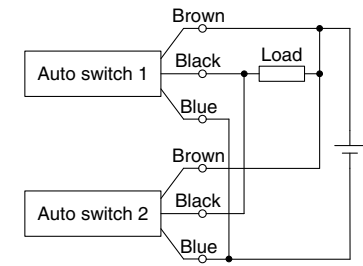 Brown
Auto switch 1
Black
Load
Blue
Brown
Auto switch 2
Black
Blue